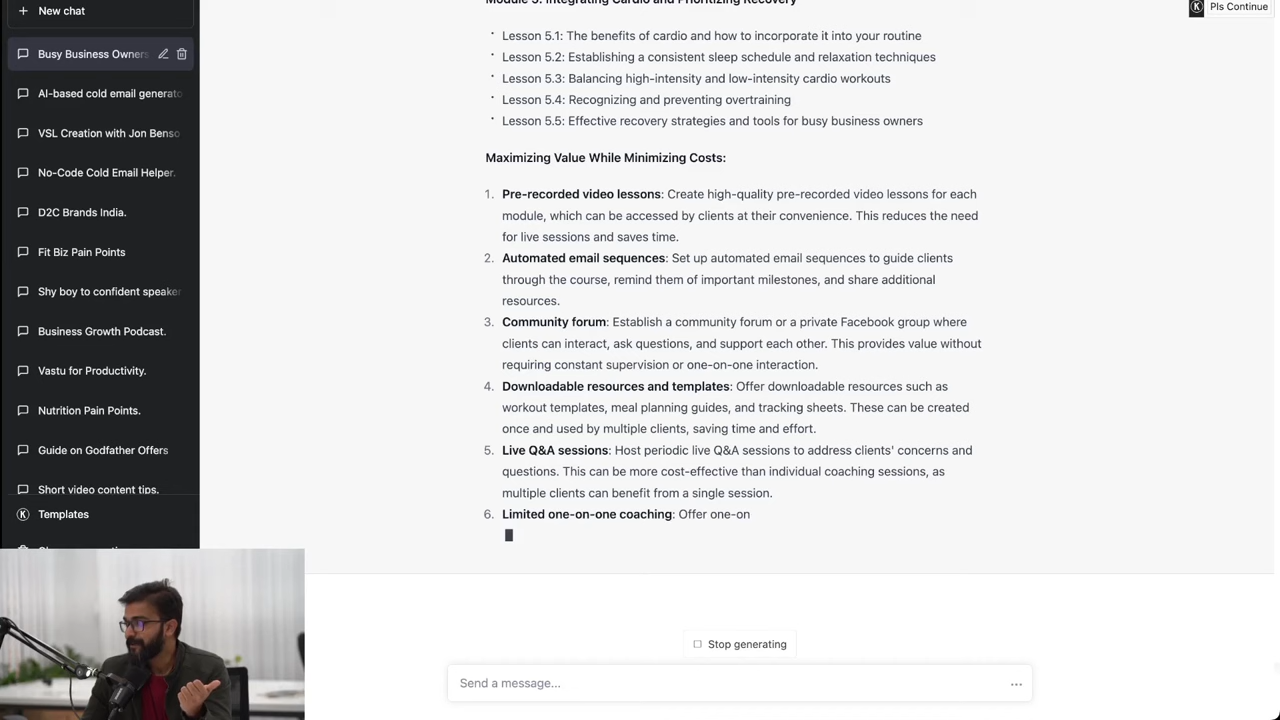 New chat
Busy Business Owners
AI-based cold email generato
VSL Creation with Jon Benso
No-Code Cold Email Helper.
D2C Brands India.
Fit Biz Pain Points
Shy boy to confident speaker
Business Growth Podcast.
Vastu for Productivity.
Nutrition Pain Points.
Guide on Godfather Offers
Short video content tips.
Templates
Pls Continue
Module 5: Integrating Cardio and Prioritizing Recovery
• Lesson 5.1: The benefits of cardio and how to incorporate it into your routine
• Lesson 5.2: Establishing a consistent sleep schedule and relaxation techniques
• Lesson 5.3: Balancing high-intensity and low-intensity cardio workouts
• Lesson 5.4: Recognizing and preventing overtraining
• Lesson 5.5: Effective recovery strategies and tools for busy business owners
Maximizing Value While Minimizing Costs:
1. Pre-recorded video lessons: Create high-quality pre-recorded video lessons for each
module, which can be accessed by clients at their convenience. This reduces the need
for live sessions and saves time.
2. Automated email sequences: Set up automated email sequences to guide clients
through the course, remind them of important milestones, and share additional
resources.
3. Community forum: Establish a community forum or a private Facebook group where
clients can interact, ask questions, and support each other. This provides value without
requiring constant supervision or one-on-one interaction.
4. Downloadable resources and templates: Offer downloadable resources such as
workout templates, meal planning guides, and tracking sheets. These can be created
once and used by multiple clients, saving time and effort.
5. Live Q&A sessions: Host periodic live Q&A sessions to address clients' concerns and
questions. This can be more cost-effective than individual coaching sessions, as
multiple clients can benefit from a single session.
6. Limited one-on-one coaching: Offer one-on
Stop generating
Send a message...